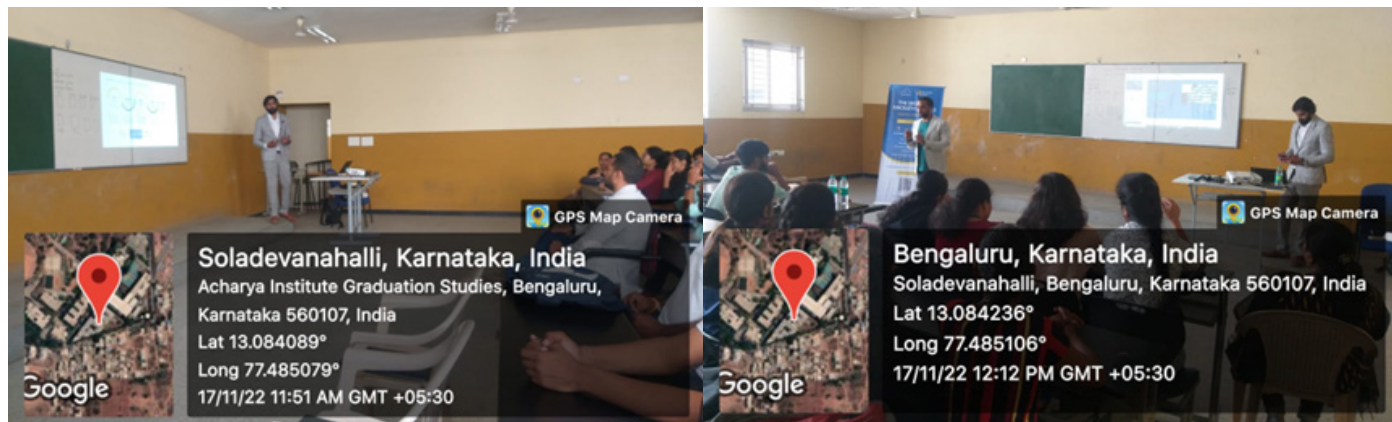 GPS Map Camera
Soladevanahalli, Karnataka, India
Acharya Institute Graduation Studies, Bengaluru,
Karnataka 560107, India
Lat 13.084089°
Long 77.485079°
17/11/22 11:51 AM GMT +05:30
Google
GPS Map Camera
Bengaluru, Karnataka, India
Soladevanahalli, Bengaluru, Karnataka 560107, India
Lat 13.084236°
Long 77.485106°
17/11/22 12:12 PM GMT +05:30
Google